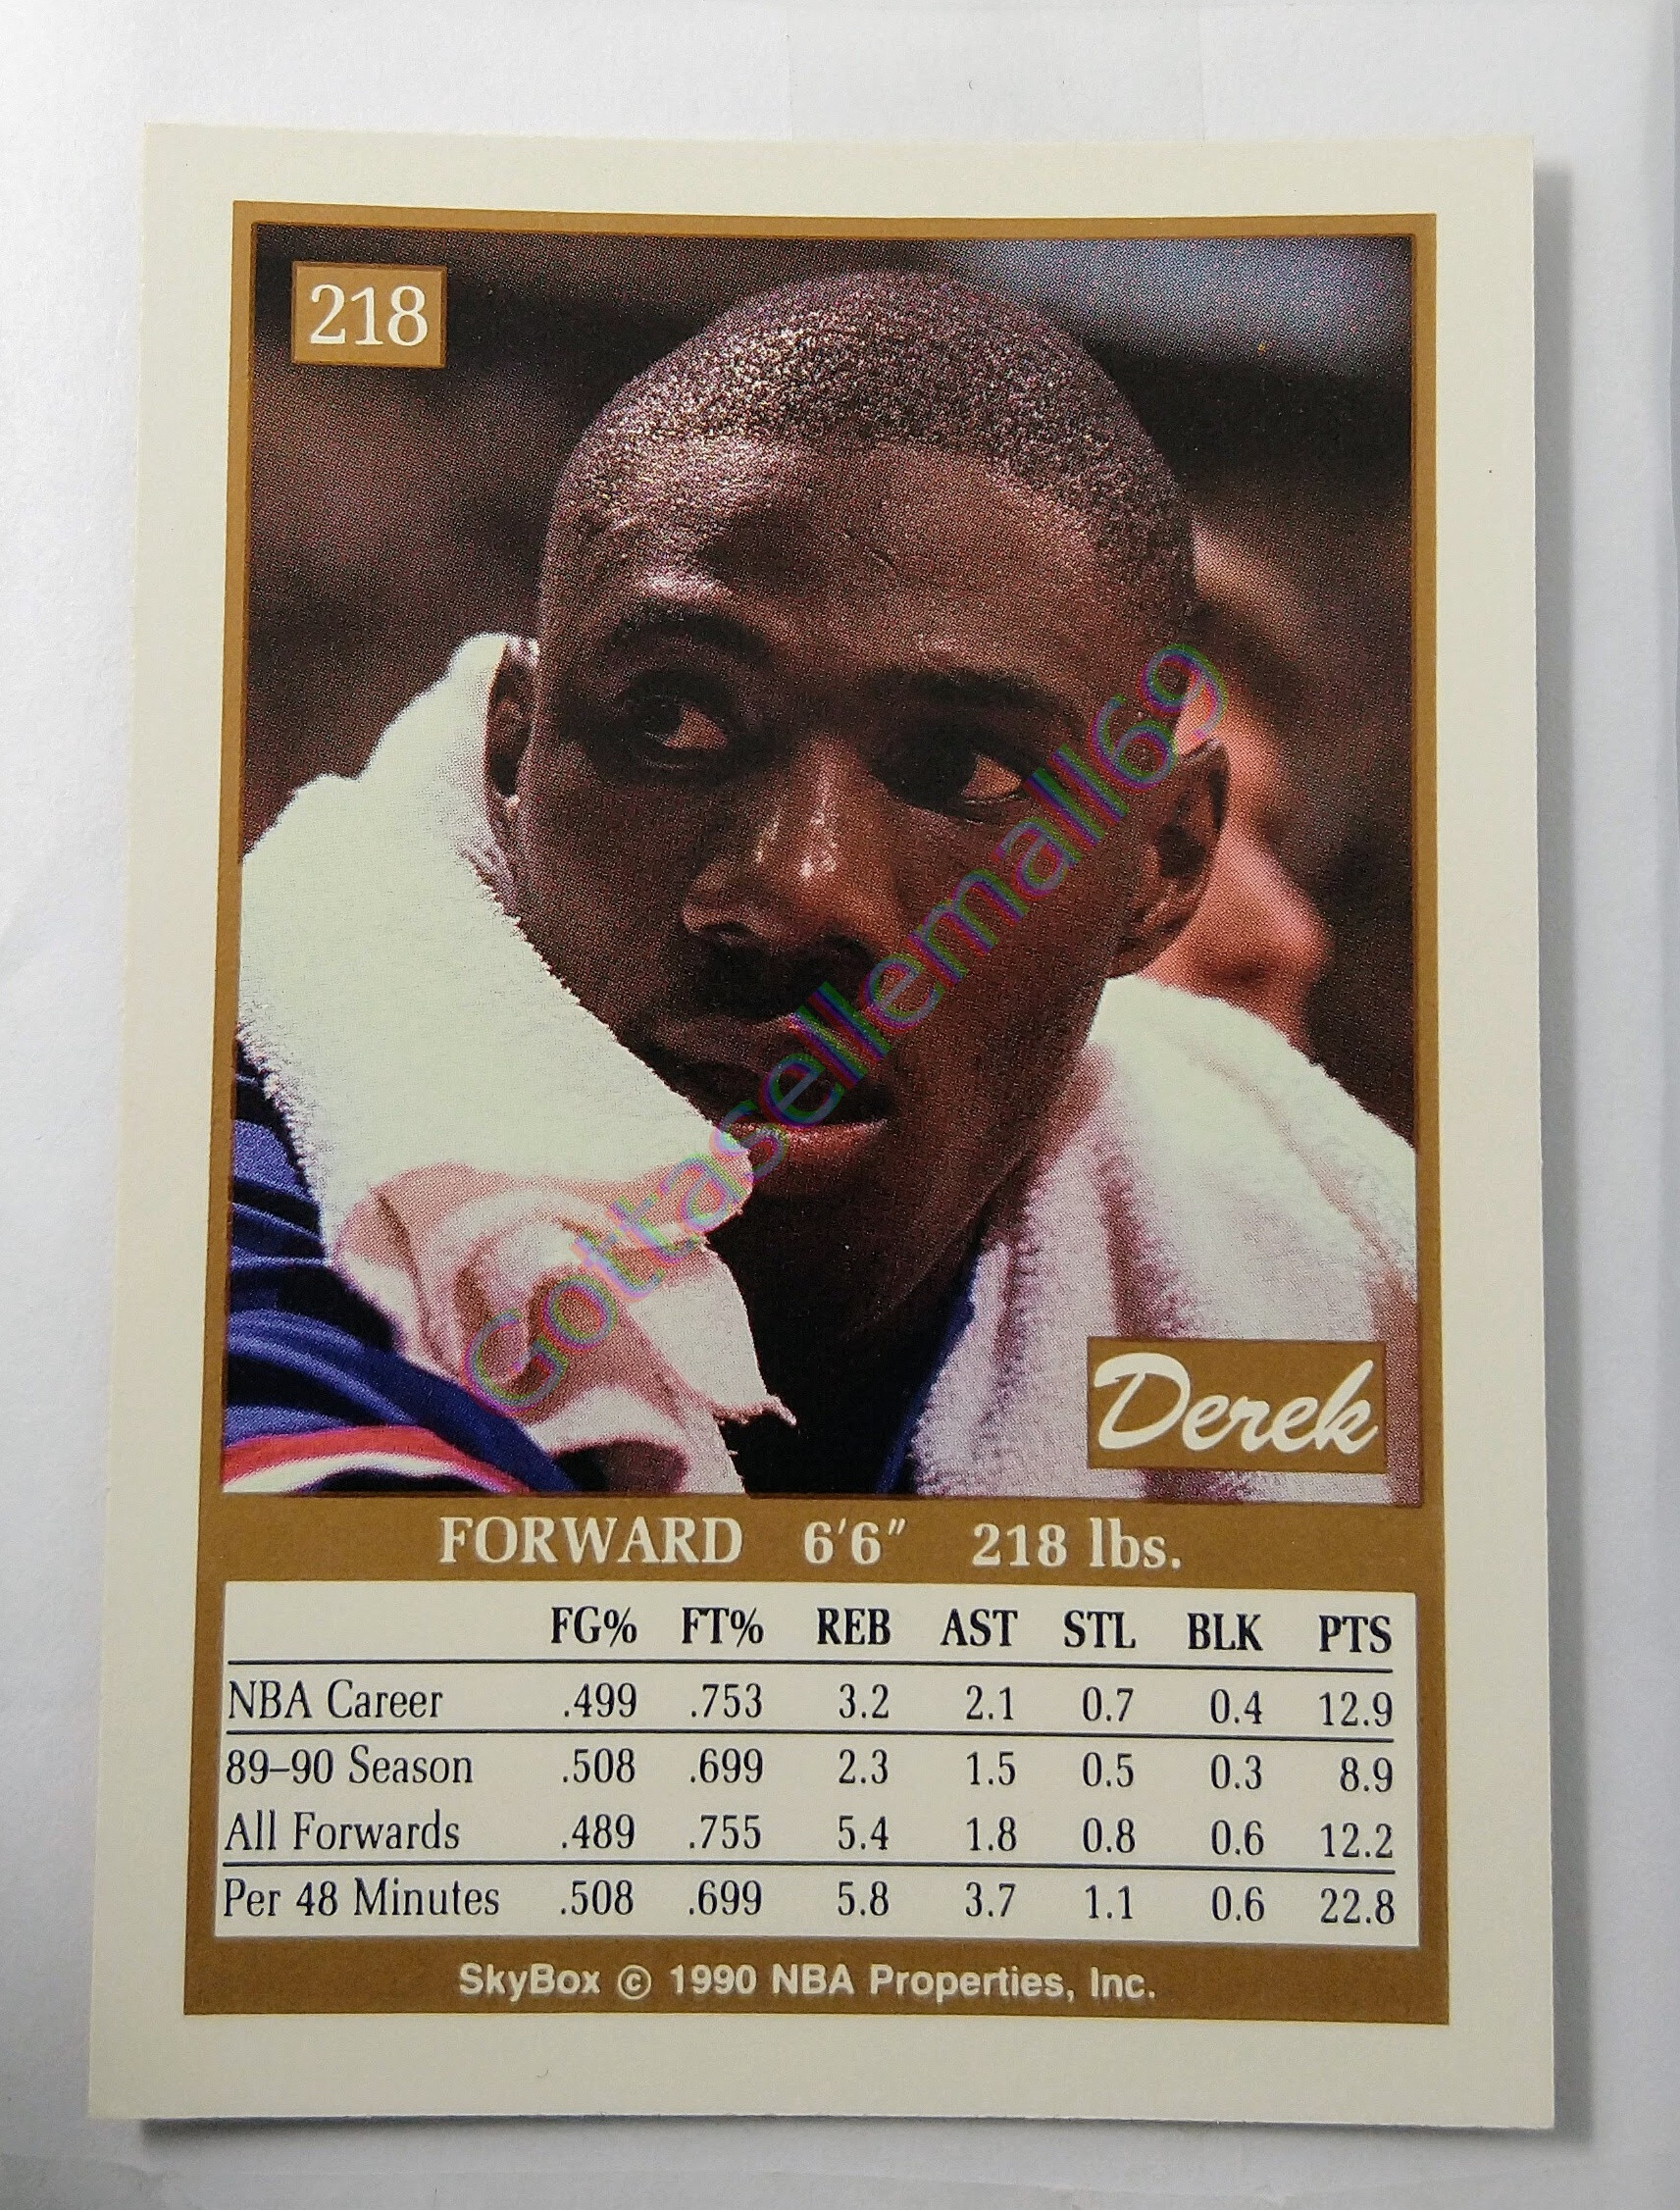 218
Gottasellemall69
Derek
FORWARD 6'6" 218 lbs.
FG% FT% REB AST STL BLK PTS
NBA Career .499 .753 3.2 2.1 0.7 0.4 12.9
89–90 Season .508 .699 2.3 1.5 0.5 0.3 8.9
All Forwards .489 .755 5.4 1.8 0.8 0.6 12.2
Per 48 Minutes .508 .699 5.8 3.7 1.1 0.6 22.8
SkyBox © 1990 NBA Properties, Inc.